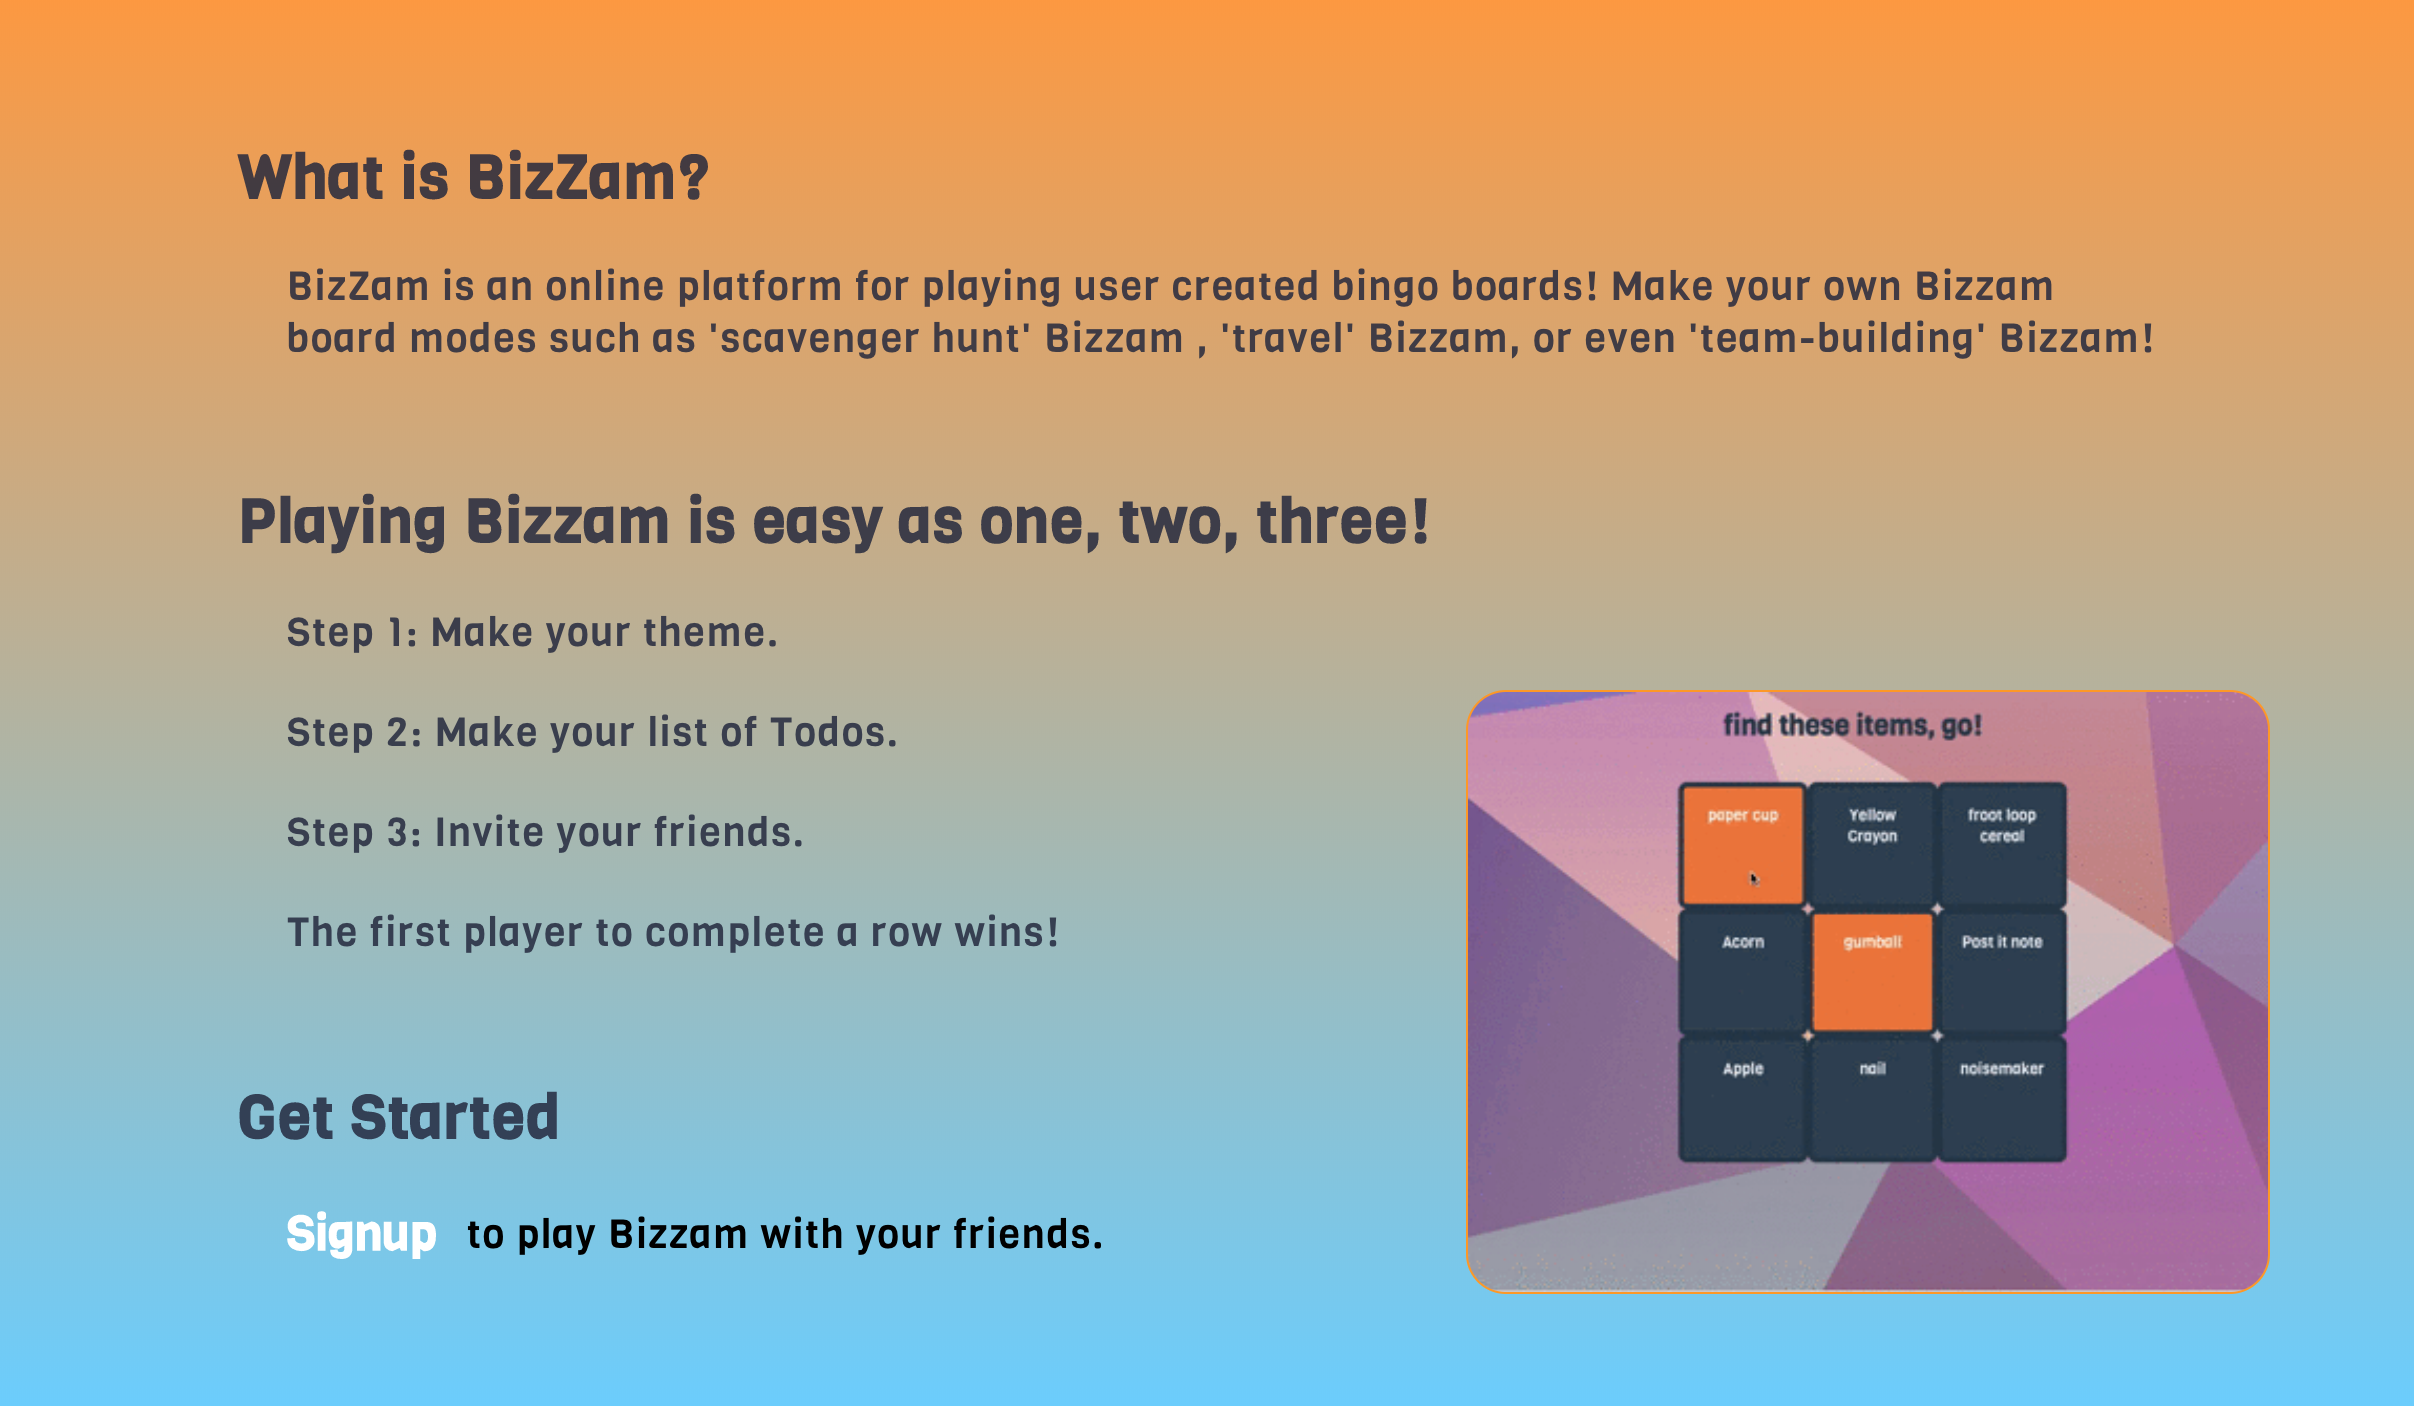 What is BizZam?
BizZam is an online platform for playing user created bingo boards! Make your own Bizzam
board modes such as 'scavenger hunt' Bizzam , 'travel' Bizzam, or even 'team-building' Bizzam!
Playing Bizzam is easy as one, two, three!
Step 1: Make your theme.
Step 2: Make your list of Todos.
Step 3: Invite your friends.
The first player to complete a row wins!
Get Started
Signup to play Bizzam with your friends.
find these items, go!
paper cup
Yellow
Crayon
froot loop
cereal
Acorn
gumball
Post it note
Apple
nail
noisemaker